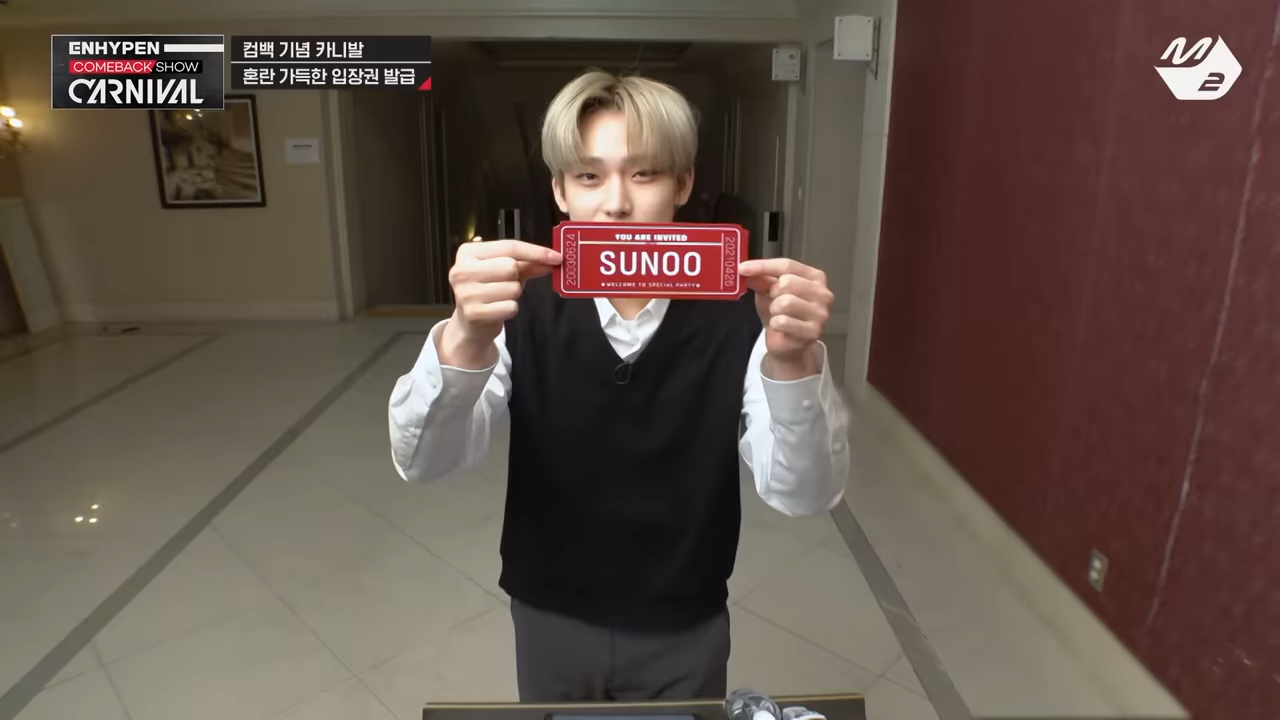 ENHYPEN
COMEBACK SHOW
CARNIVAL
컴백 기념 카니발
혼란 가득한 입장권 발급
M2
YOU ARE INVITED
20030624
SUNOO
20210426
WELCOME TO SPECIAL PARTY